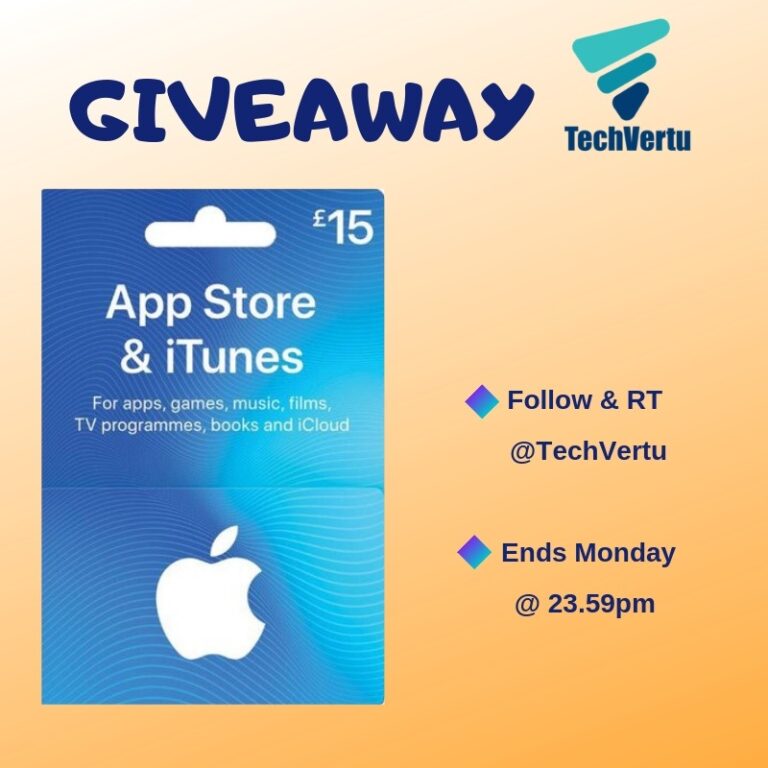 GIVEAWAY
TechVertu
£15
App Store
& iTunes
For apps, games, music, films,
TV programmes, books and iCloud
Follow & RT
@TechVertu
Ends Monday
@ 23.59pm